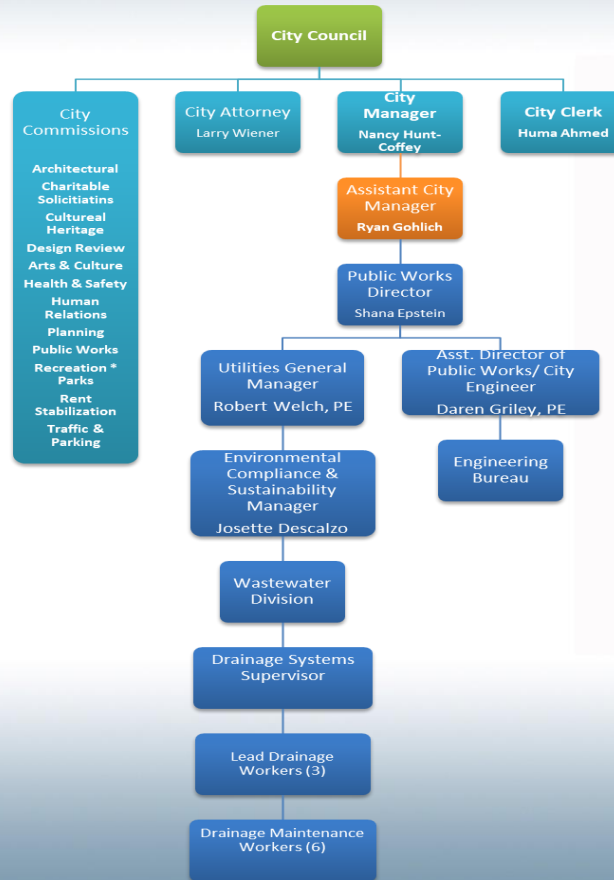 City Council
City
Commissions
Architectural
Charitable
Solicitiatins
Cultureal
Heritage
Design Review
Arts & Culture
Health & Safety
Human
Relations
Planning
Public Works
Recreation *
Parks
Rent
Stabilization
Traffic &
Parking
City Attorney
Larry Wiener
City
Manager
Nancy Hunt-
Coffey
City Clerk
Huma Ahmed
Assistant City
Manager
Ryan Gohlich
Public Works
Director
Shana Epstein
Utilities General
Manager
Robert Welch, PE
Asst. Director of
Public Works/ City
Engineer
Daren Griley, PE
Environmental
Compliance &
Sustainability
Manager
Josette Descalzo
Engineering
Bureau
Wastewater
Division
Drainage Systems
Supervisor
Lead Drainage
Workers (3)
Drainage Maintenance
Workers (6)